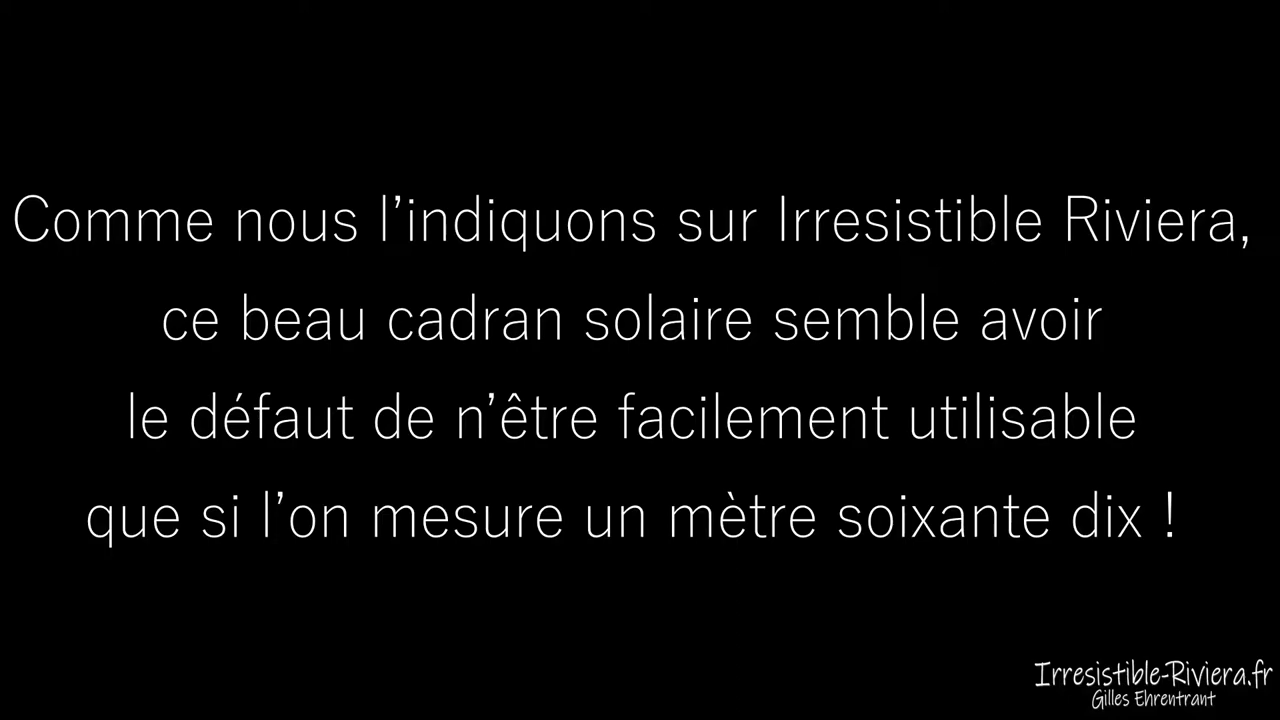 Comme nous l’indiquons sur Irresistible Riviera,
ce beau cadran solaire semble avoir
le défaut de n’être facilement utilisable
que si l’on mesure un mètre soixante dix !
Irresistible-Riviera.fr
Gilles Ehrentrant